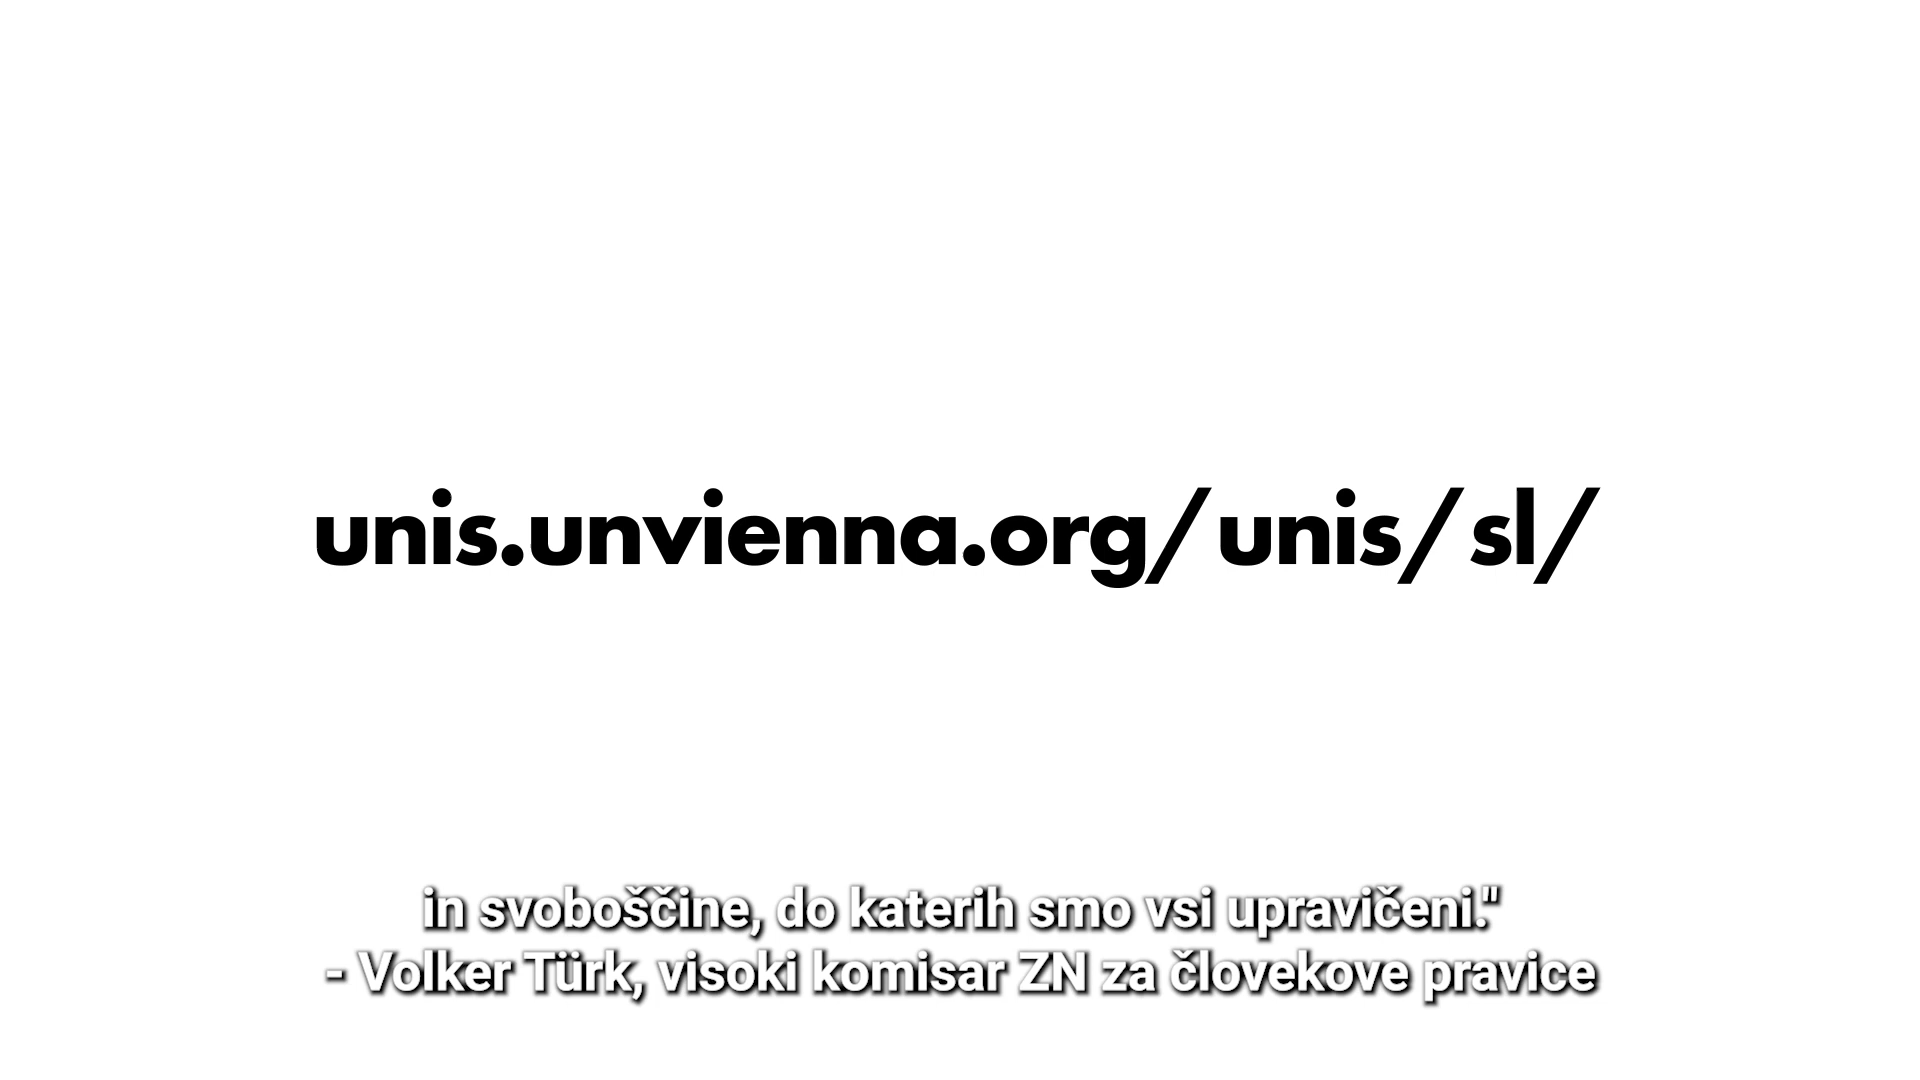 unis.unvienna.org/unis/sl/
in svoboščine, do katerih smo vsi upravičeni."
- Volker Türk, visoki komisar ZN za človekove pravice